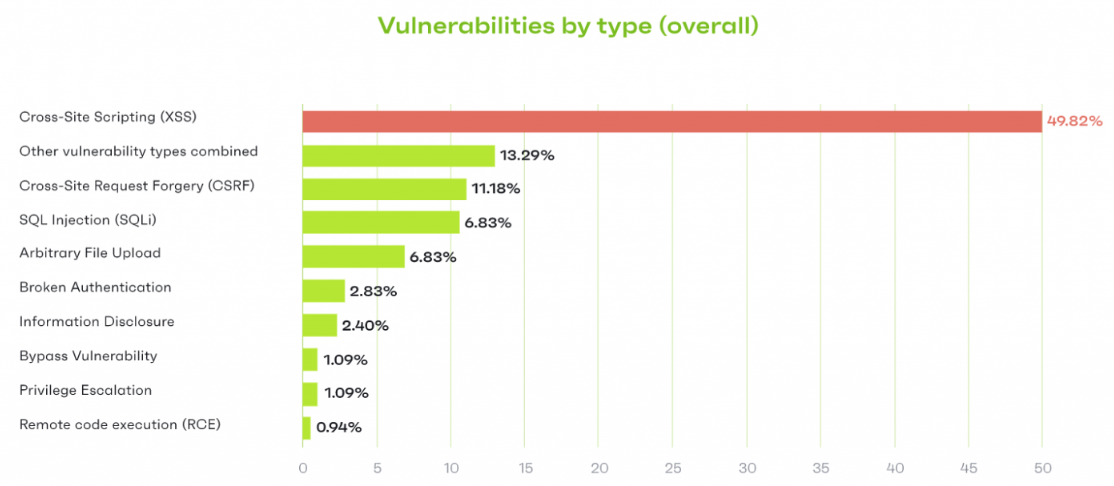 Vulnerabilities by type (overall)
Cross-Site Scripting (XSS) 49.82%
Other vulnerability types combined 13.29%
Cross-Site Request Forgery (CSRF) 11.18%
SQL Injection (SQLi) 6.83%
Arbitrary File Upload 6.83%
Broken Authentication 2.83%
Information Disclosure 2.40%
Bypass Vulnerability 1.09%
Privilege Escalation 1.09%
Remote code execution (RCE) 0.94%
0 5 10 15 20 25 30 35 40 45 50